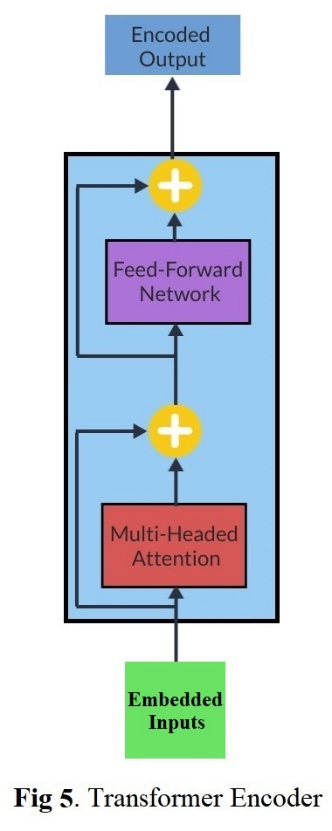 Encoded
Output
Feed-Forward
Network
Multi-Headed
Attention
Embedded
Inputs
Fig 5. Transformer Encoder